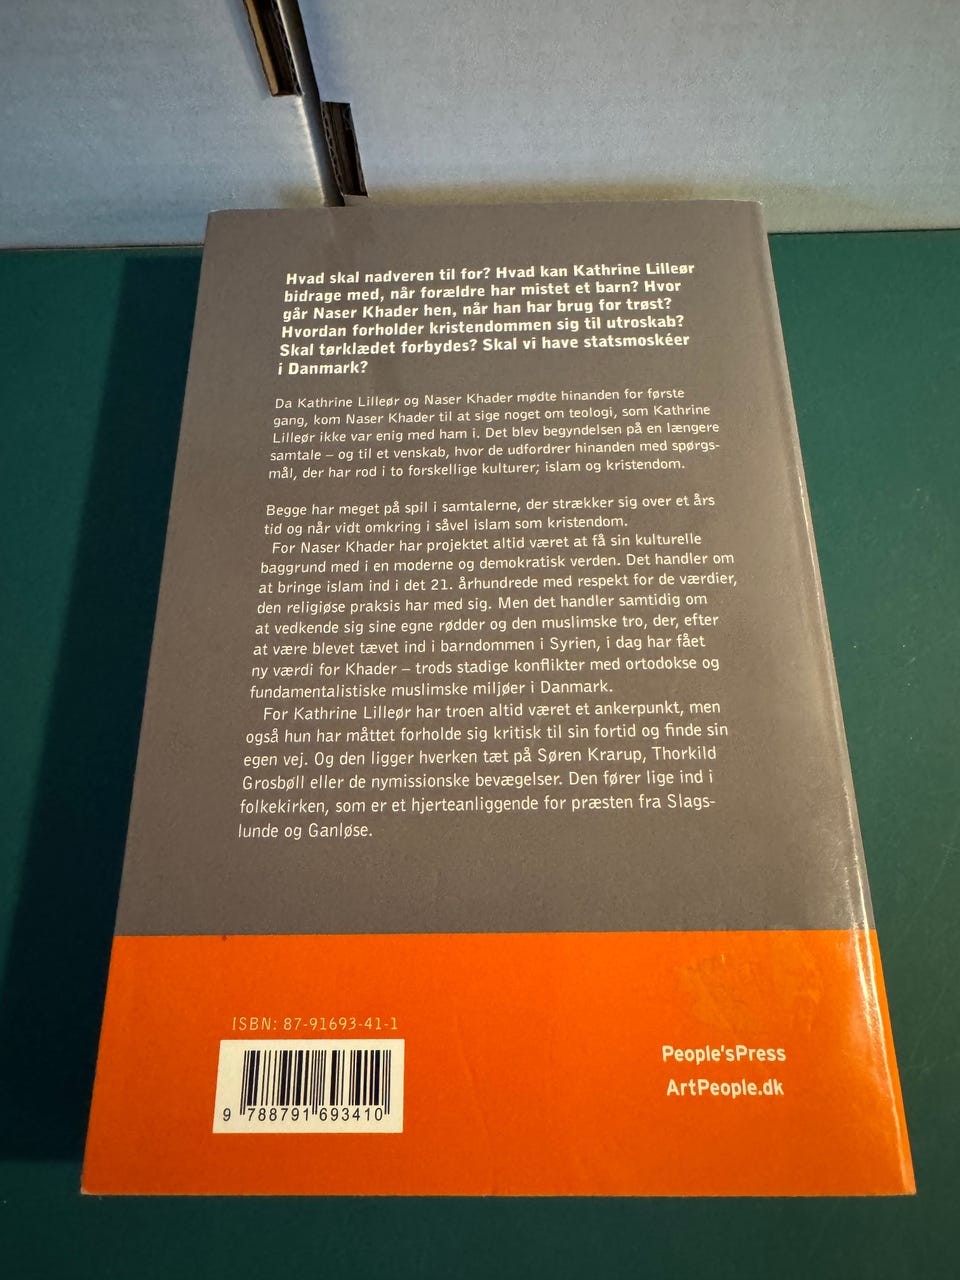 Hvad skal nadveren til for? Hvad kan Kathrine Lilleør
bidrage med, når forældre har mistet et barn? Hvor
går Naser Khader hen, når han har brug for trøst?
Hvordan forholder kristendommen sig til utroskab?
Skal tørklædet forbydes? Skal vi have statsmoskéer
i Danmark?
Da Kathrine Lilleør og Naser Khader mødte hinanden for første
gang, kom Naser Khader til at sige noget om teologi, som Kathrine
Lilleør ikke var enig med ham i. Det blev begyndelsen på en længere
samtale – og til et venskab, hvor de udfordrer hinanden med spørgs-
mål, der har rod i to forskellige kulturer; islam og kristendom.
Begge har meget på spil i samtalerne, der strækker sig over et års
tid og når vidt omkring i såvel islam som kristendom.
For Naser Khader har projektet altid været at få sin kulturelle
baggrund med i en moderne og demokratisk verden. Det handler om
at bringe islam ind i det 21. århundrede med respekt for de værdier,
den religiøse praksis har med sig. Men det handler samtidig om
at vedkende sig sine egne rødder og den muslimske tro, der, efter
at være blevet tævet ind i barndommen i Syrien, i dag har fået
ny værdi for Khader – trods stadige konflikter med ortodokse og
fundamentalistiske muslimske miljøer i Danmark.
For Kathrine Lilleør har troen altid været et ankerpunkt, men
også hun har måttet forholde sig kritisk til sin fortid og finde sin
egen vej. Og den ligger hverken tæt på Søren Krarup, Thorkild
Grosbøll eller de nymissionske bevægelser. Den fører lige ind i
folkekirken, som er et hjerteanliggende for præsten fra Slags-
lunde og Ganløse.
ISBN: 87-91693-41-1
9 788791 693410
People'sPress
ArtPeople.dk